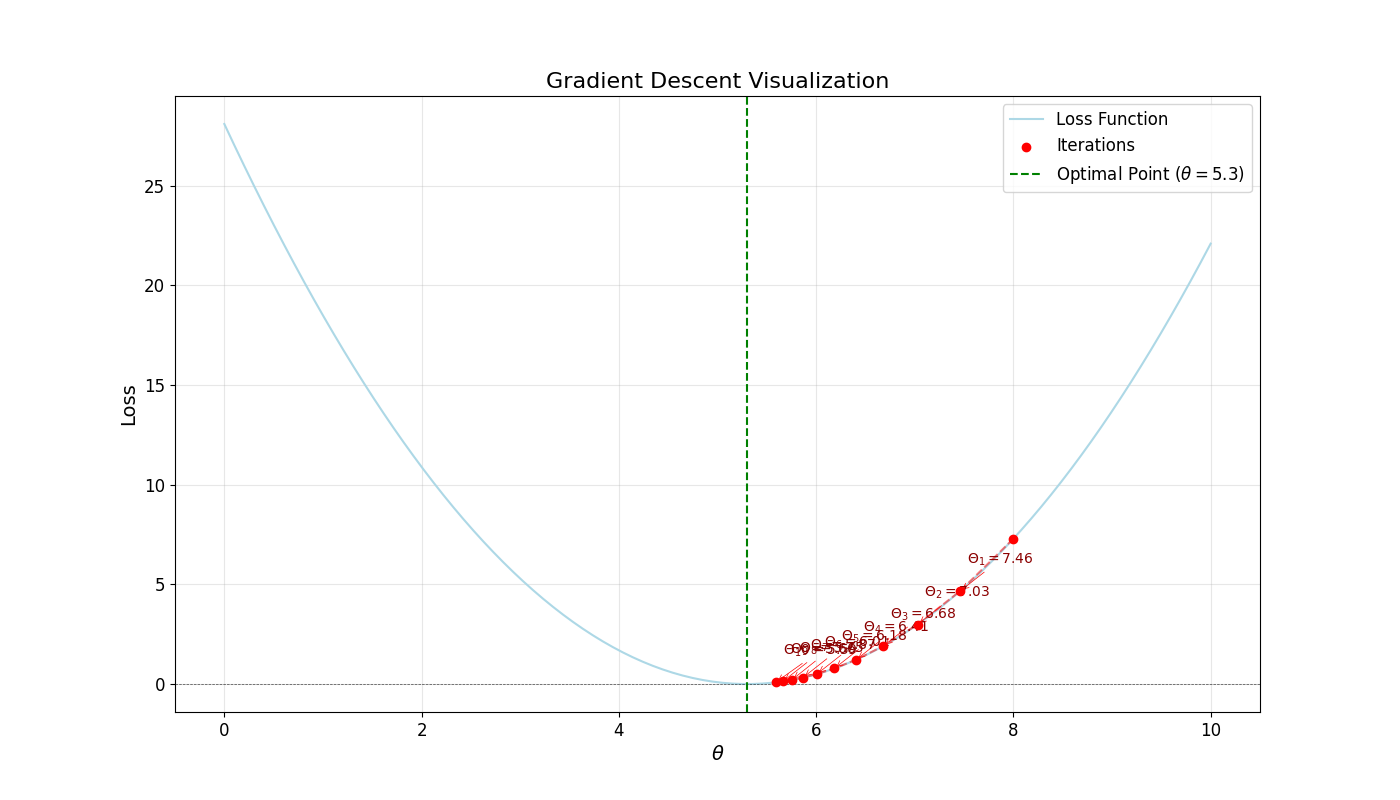 Gradient Descent Visualization
Loss Function
Iterations
Optimal Point (θ = 5.3)
25
20
15
10
5
0
Loss
Θ₁ = 7.46
Θ₂ = 7.03
Θ₃ = 6.68
Θ₄ = 6.41
Θ₅ = 6.18
0 2 4 6 8 10
θ